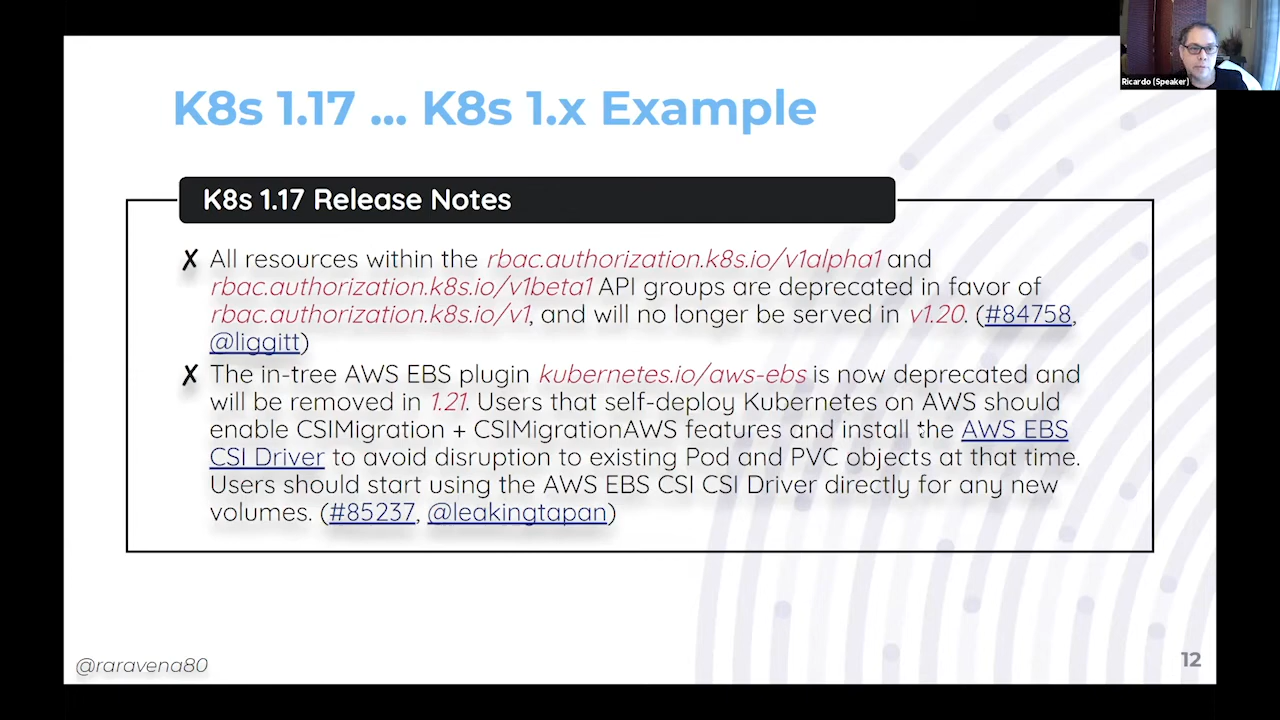 Ricardo (Speaker)
K8s 1.17 ... K8s 1.x Example
K8s 1.17 Release Notes
✗ All resources within the rbac.authorization.k8s.io/v1alpha1 and
rbac.authorization.k8s.io/v1beta1 API groups are deprecated in favor of
rbac.authorization.k8s.io/v1, and will no longer be served in v1.20. (#84758,
@liggitt)
✗ The in-tree AWS EBS plugin kubernetes.io/aws-ebs is now deprecated and
will be removed in 1.21. Users that self-deploy Kubernetes on AWS should
enable CSIMigration + CSIMigrationAWS features and install the AWS EBS
CSI Driver to avoid disruption to existing Pod and PVC objects at that time.
Users should start using the AWS EBS CSI CSI Driver directly for any new
volumes. (#85237, @leakingtapan)
@raravena80
12